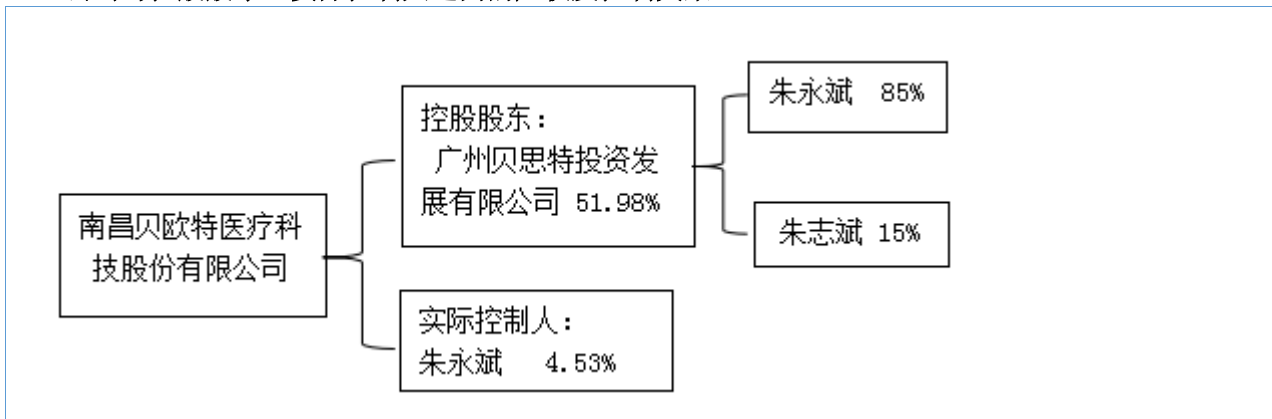 南昌贝欧特医疗科
技股份有限公司
控股股东：
广州贝思特投资发
展有限公司 51.98%
实际控制人：
朱永斌 4.53%
朱永斌 85%
朱志斌 15%